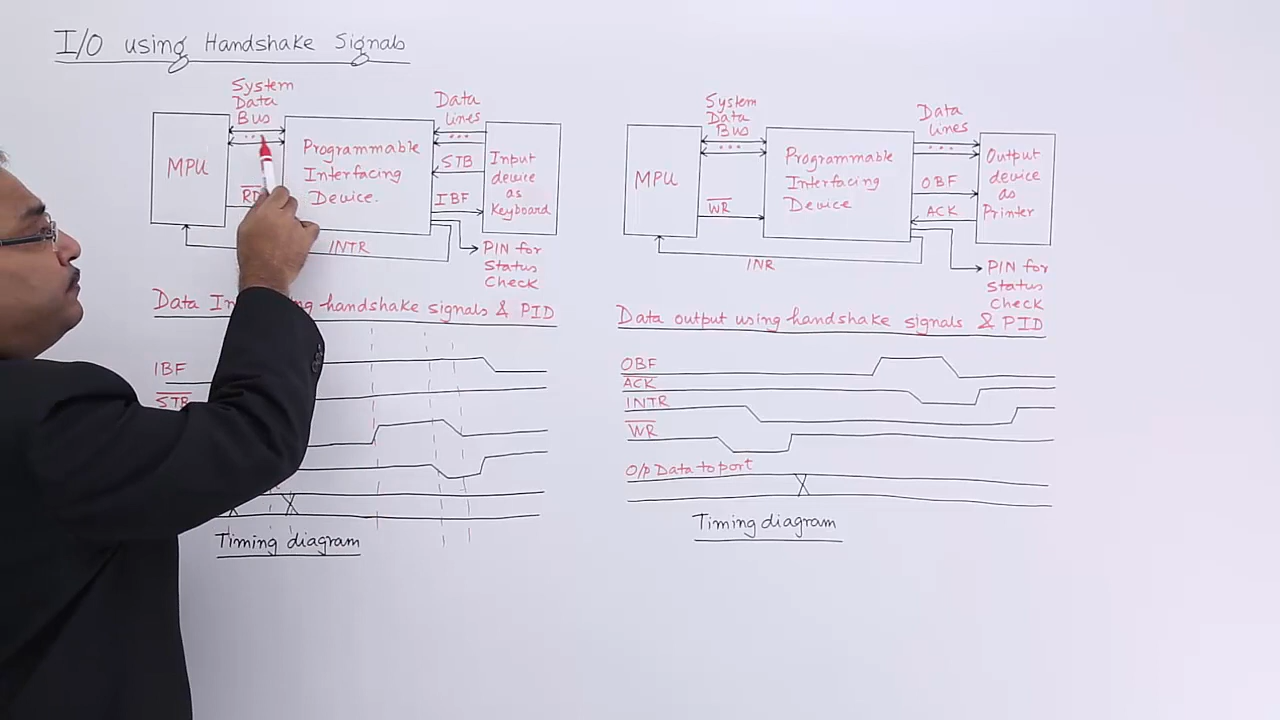 I/O using Handshake Signals
System
Data
Bus
MPU
RD
Programmable
Interfacing
Device.
Data
lines
STB
IBF
Input
device
as
Keyboard
INTR
PIN for
Status
Check
Data In handshake signals & PID
IBF
STB
Timing diagram
System
Data
Bus
MPU
WR
Programmable
Interfacing
Device
Data
lines
OBF
ACK
Output
device
as
Printer
INR
PIN for
Status
Check
Data output using handshake signals & PID
OBF
ACK
INTR
WR
O/p Data to port
Timing diagram